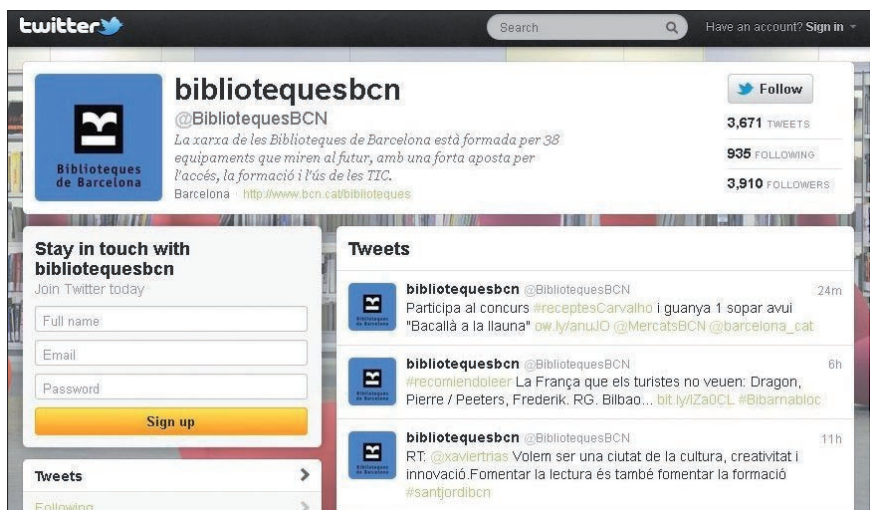 twitter
Search
Have an account? Sign in
Biblioteques
de Barcelona
bibliotequesbcn
@BibliotequesBCN
La xarxa de les Biblioteques de Barcelona està formada per 38
equipaments que miren al futur, amb una forta aposta per
l'accés, la formació i l'ús de les TIC.
Barcelona · http://www.bcn.cat/biblioteques
Follow
3,671 TWEETS
935 FOLLOWING
3,910 FOLLOWERS
Stay in touch with
bibliotequesbcn
Join Twitter today
Full name
Email
Password
Sign up
Tweets
Following
Tweets
bibliotequesbcn @BibliotequesBCN 24m
Participa al concurs #receptesCarvalho i guanya 1 sopar avui
"Bacallà a la llauna" ow.ly/anuJO @MercatsBCN @barcelona_cat
bibliotequesbcn @BibliotequesBCN 6h
#recomiendoleer La França que els turistes no veuen: Dragon,
Pierre / Peeters, Frederik. RG. Bilbao... bit.ly/IZa0CL #Bibarnabloc
bibliotequesbcn @BibliotequesBCN 11h
RT: @xaviertrias Volem ser una ciutat de la cultura, creativitat i
innovació.Fomentar la lectura és també fomentar la formació
#santjordibcn